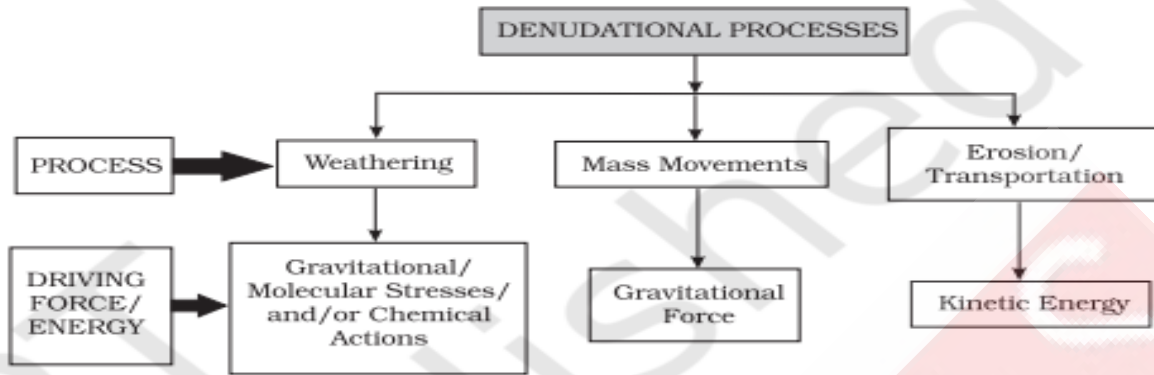 DENUDATIONAL PROCESSES
PROCESS
Weathering
Mass Movements
Erosion/
Transportation
DRIVING
FORCE/
ENERGY
Gravitational/
Molecular Stresses/
and/or Chemical
Actions
Gravitational
Force
Kinetic Energy